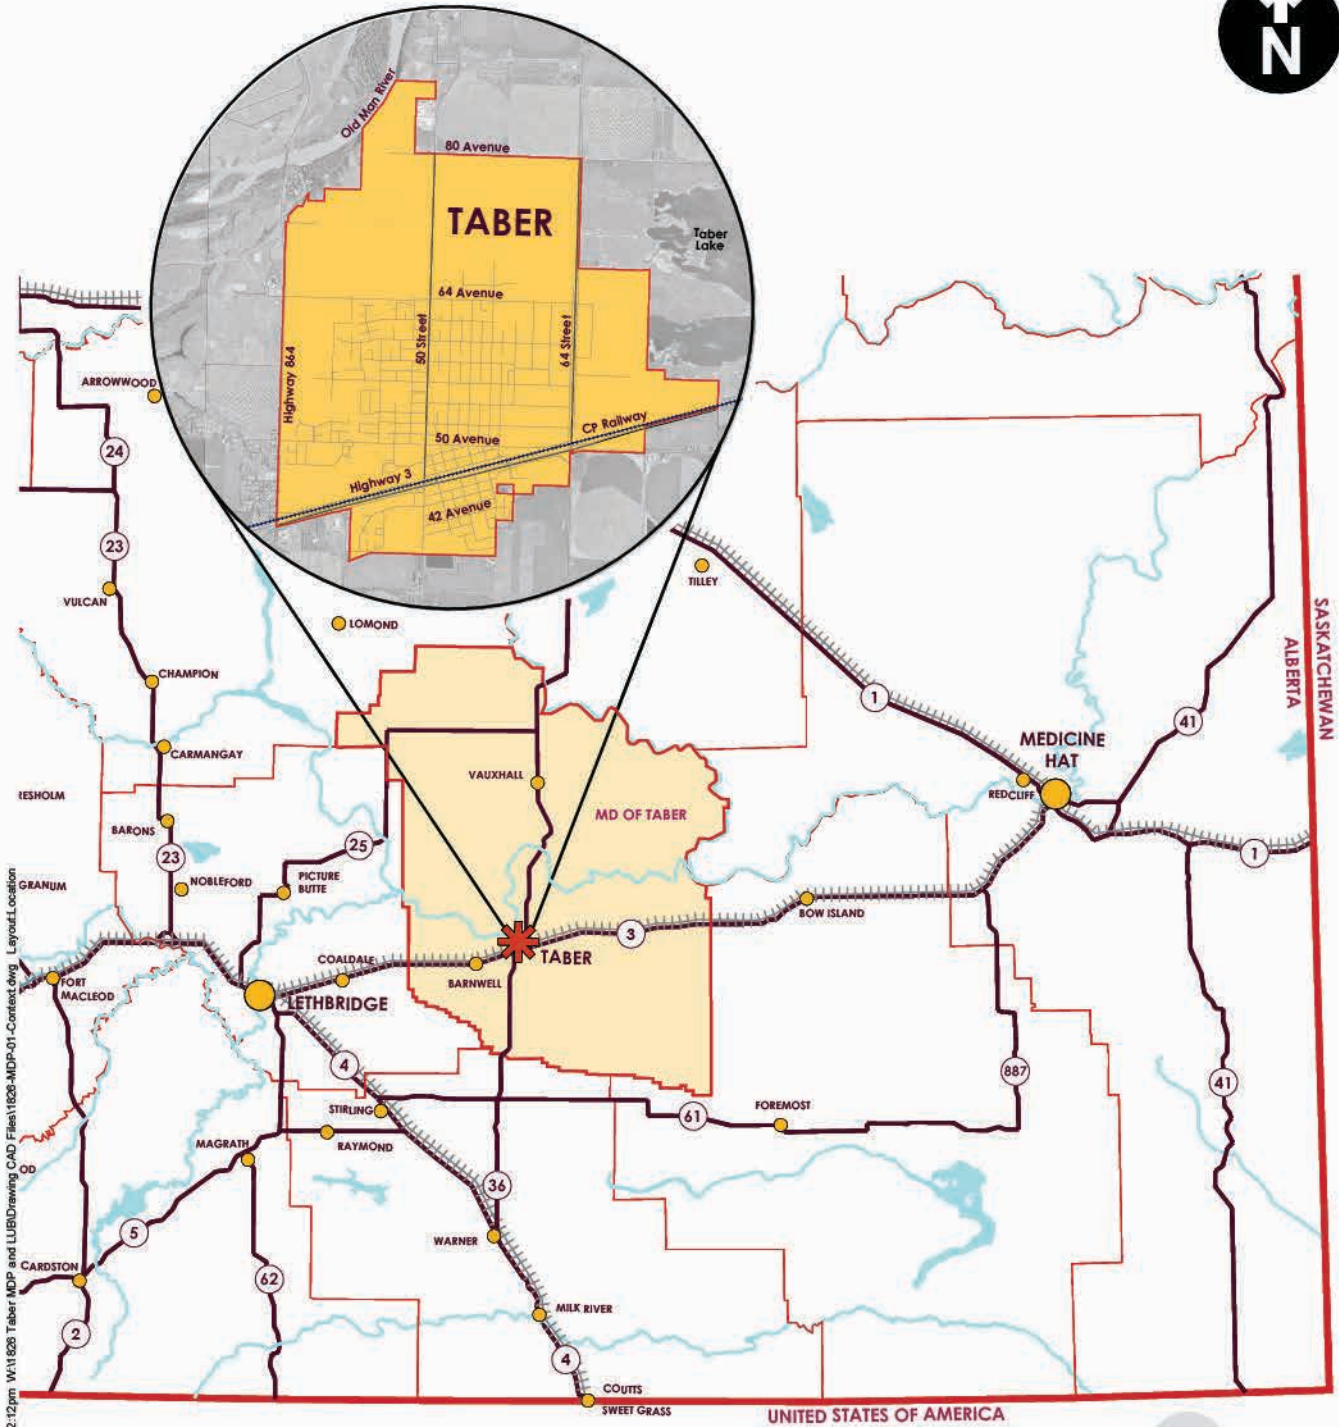 N
Old Man River
80 Avenue
TABER
Taber
Lake
64 Avenue
50 Street
64 Street
Highway 864
50 Avenue
CP Railway
Highway 3
42 Avenue
ARROWWOOD
24
23
VULCAN
LOMOND
TILLEY
CHAMPION
1
SASKATCHEWAN
ALBERTA
41
CARMANGAY
MEDICINE
HAT
VAUXHALL
REDCLIFF
RESHOLM
MD OF TABER
BARONS
23
25
1
GRANUM
NOBLEFORD
PICTURE
BUTTE
BOW ISLAND
3
COALDALE
TABER
BARNWELL
FORT
MACLEOD
LETHBRIDGE
4
887
41
STIRLING
61
FOREMOST
MAGRATH
RAYMOND
OD
36
5
WARNER
CARDSTON
62
MILK RIVER
2
4
COUTTS
SWEET GRASS
UNITED STATES OF AMERICA
2:12pm W:\1826 Taber MDP and LUB\Drawing CAD Files\1826-MDP-01-Context.dwg Layout:Location